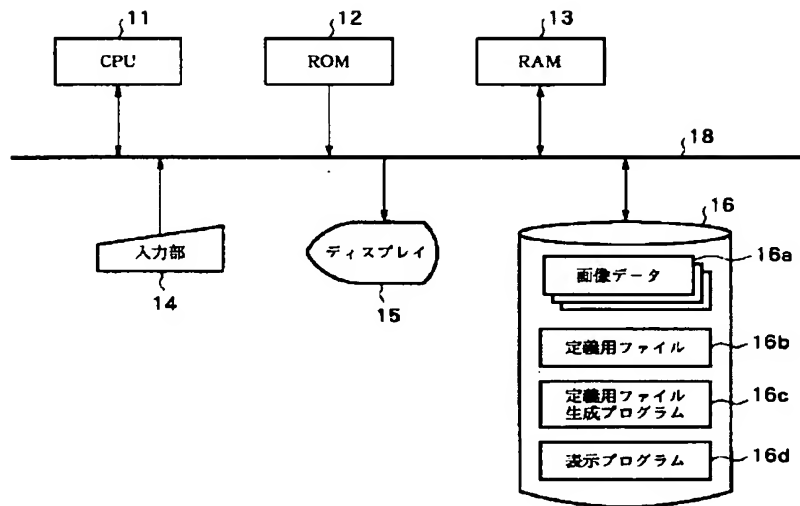 11
CPU
12
ROM
13
RAM
18
入力部
14
ディスプレイ
15
16
画像データ
16a
定義用ファイル
16b
定義用ファイル
生成プログラム
16c
表示プログラム
16d